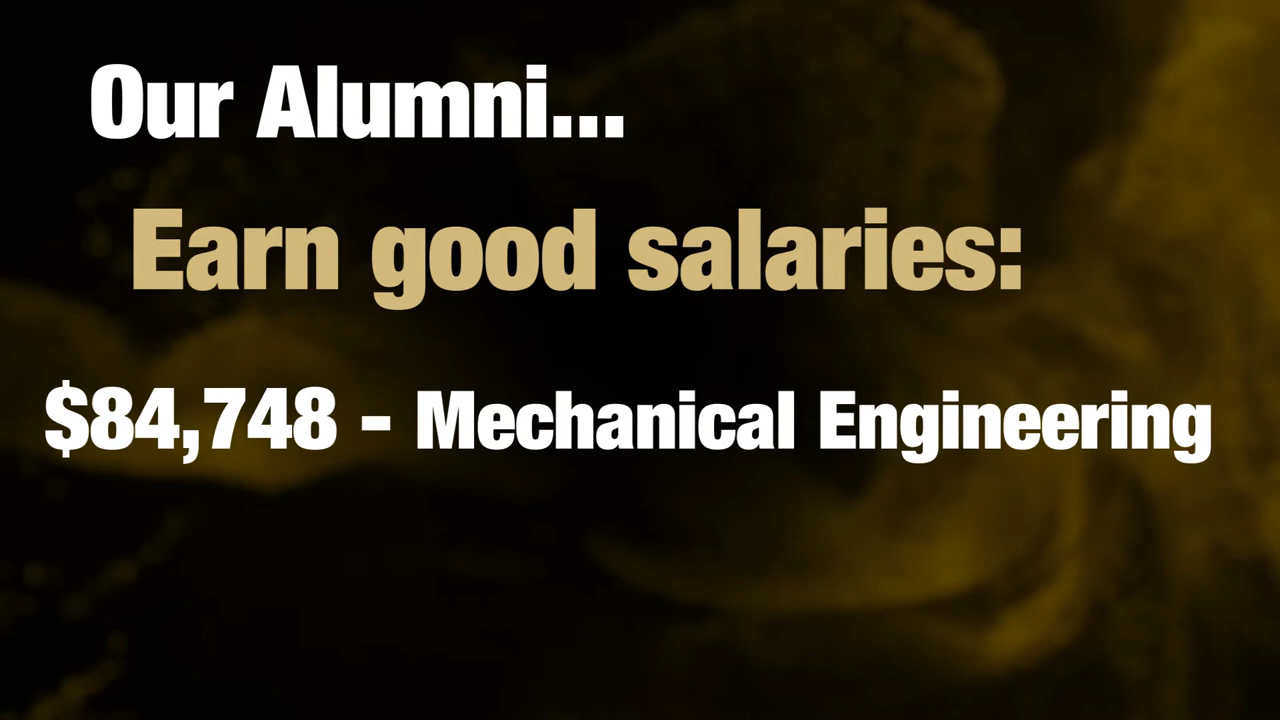 Our Alumni...
Earn good salaries:
$84,748 - Mechanical Engineering